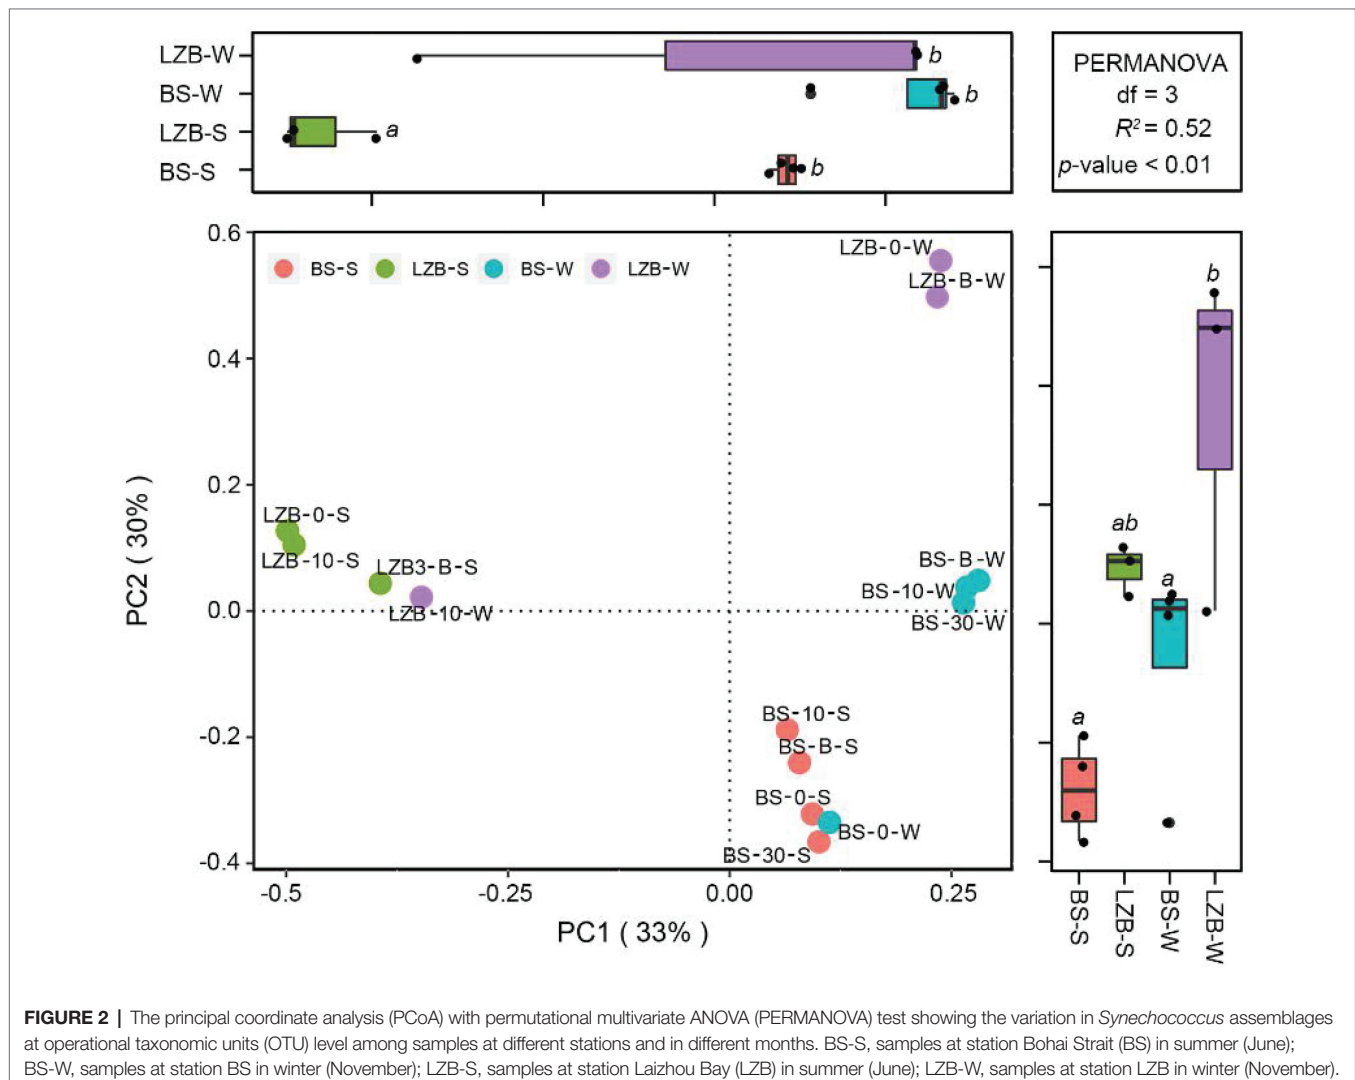 LZB-W
b
BS-W
b
LZB-S
a
BS-S
b
PERMANOVA
df = 3
R² = 0.52
p-value < 0.01
BS-S LZB-S BS-W LZB-W
0.6
0.4
0.2
0.0
-0.2
-0.4
PC2 ( 30% )
LZB-0-W
LZB-B-W
LZB-0-S
LZB-10-S
LZB3-B-S
LZB-10-W
BS-B-W
BS-10-W
BS-30-W
BS-10-S
BS-B-S
BS-0-S
BS-0-W
BS-30-S
-0.5 -0.25 0.00 0.25
PC1 ( 33% )
b
ab
a
a
BS-S
LZB-S
BS-W
LZB-W
FIGURE 2 | The principal coordinate analysis (PCoA) with permutational multivariate ANOVA (PERMANOVA) test showing the variation in Synechococcus assemblages
at operational taxonomic units (OTU) level among samples at different stations and in different months. BS-S, samples at station Bohai Strait (BS) in summer (June);
BS-W, samples at station BS in winter (November); LZB-S, samples at station Laizhou Bay (LZB) in summer (June); LZB-W, samples at station LZB in winter (November).